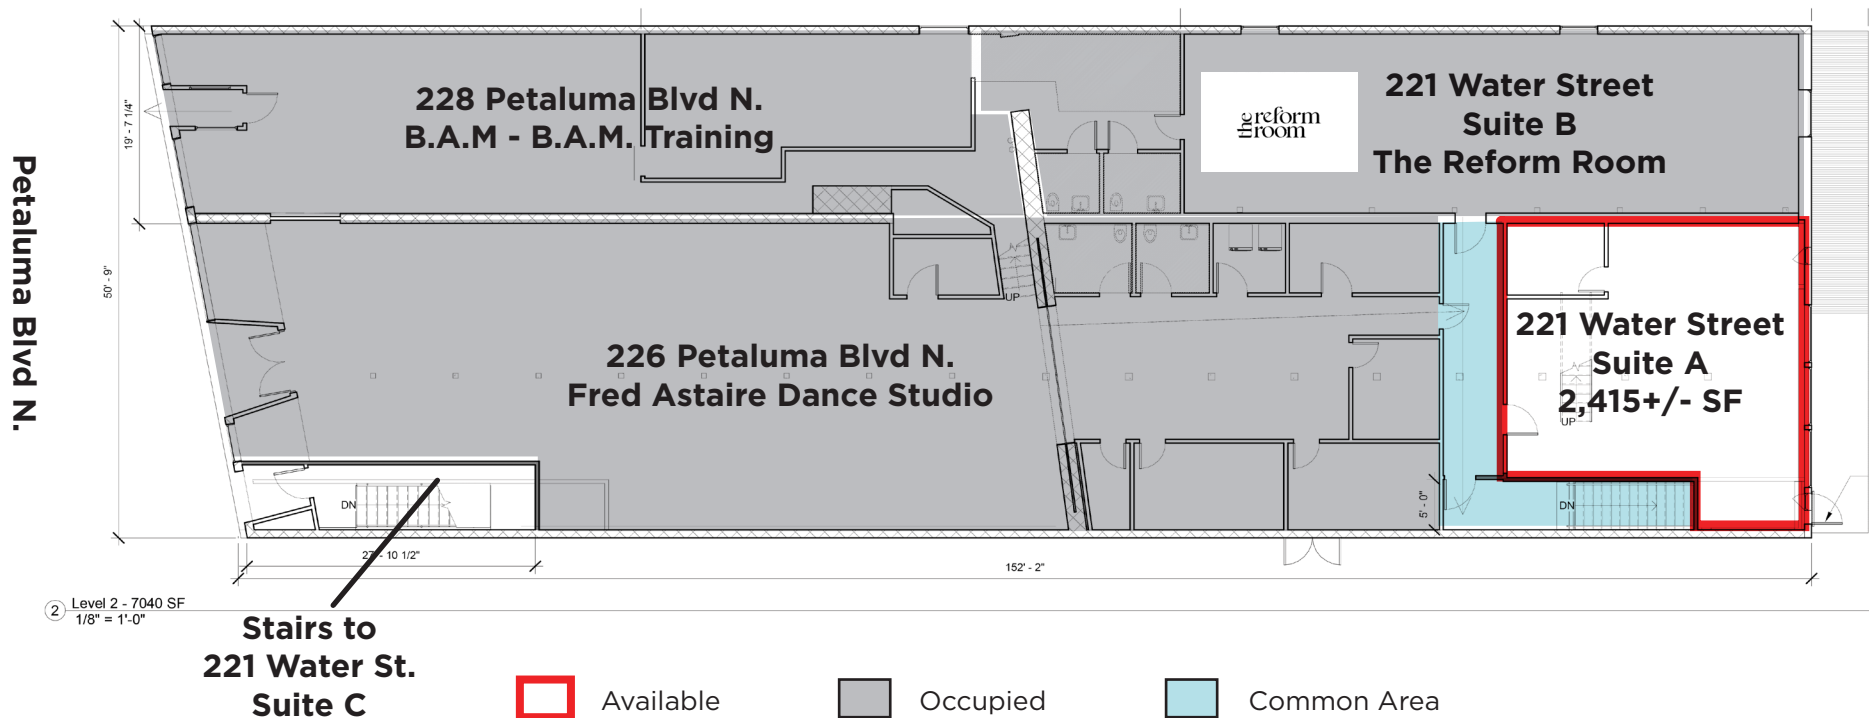 228 Petaluma Blvd N.
B.A.M - B.A.M. Training
the reform
room
221 Water Street
Suite B
The Reform Room
19' - 7 1/4"
50' - 9"
Petaluma Blvd N.
UP
226 Petaluma Blvd N.
Fred Astaire Dance Studio
221 Water Street
Suite A
2,415+/- SF
UP
DN
DN
5' - 0"
10 1/2"
152' - 2"
2
Level 2 - 7040 SF
1/8" = 1'-0"
Stairs to
221 Water St.
Suite C
Available
Occupied
Common Area